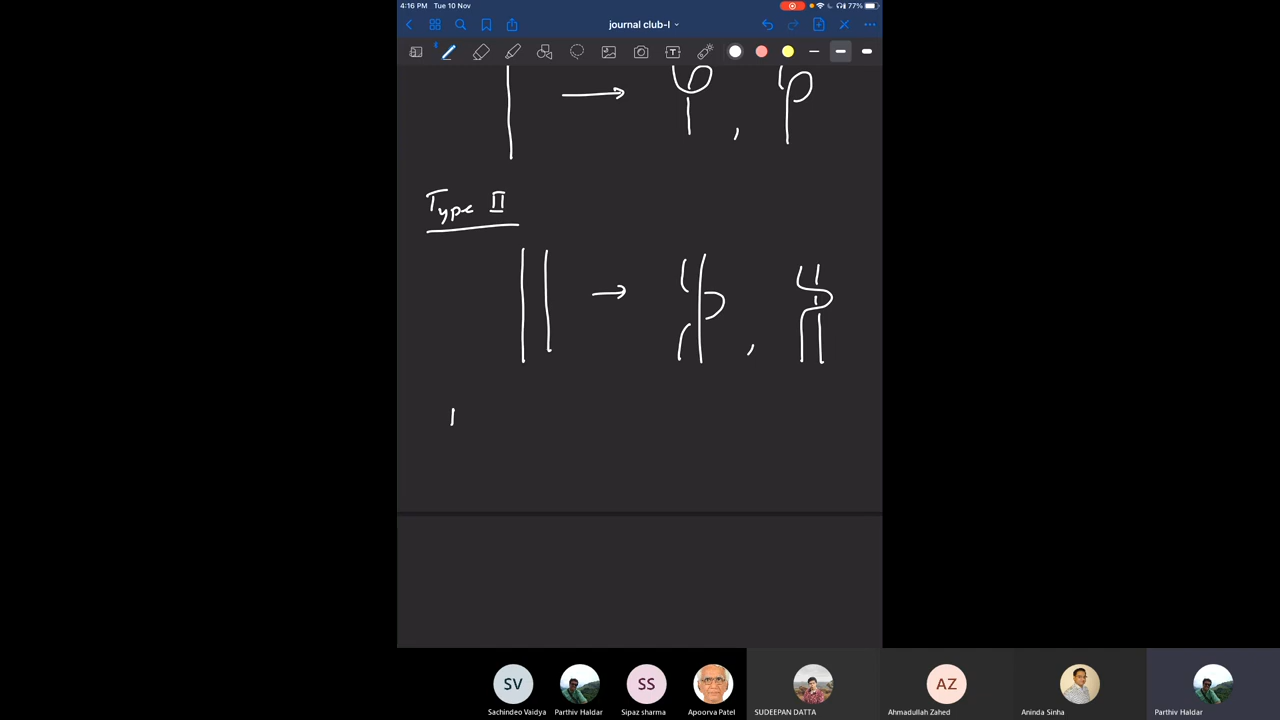 4:16 PM Tue 10 Nov 77%
journal club-I
,
Type II
,
SV SS AZ
Sachindeo Vaidya Parthiv Haldar Sipaz sharma Apoorva Patel SUDEEPAN DATTA Ahmadullah Zahed Aninda Sinha Parthiv Haldar